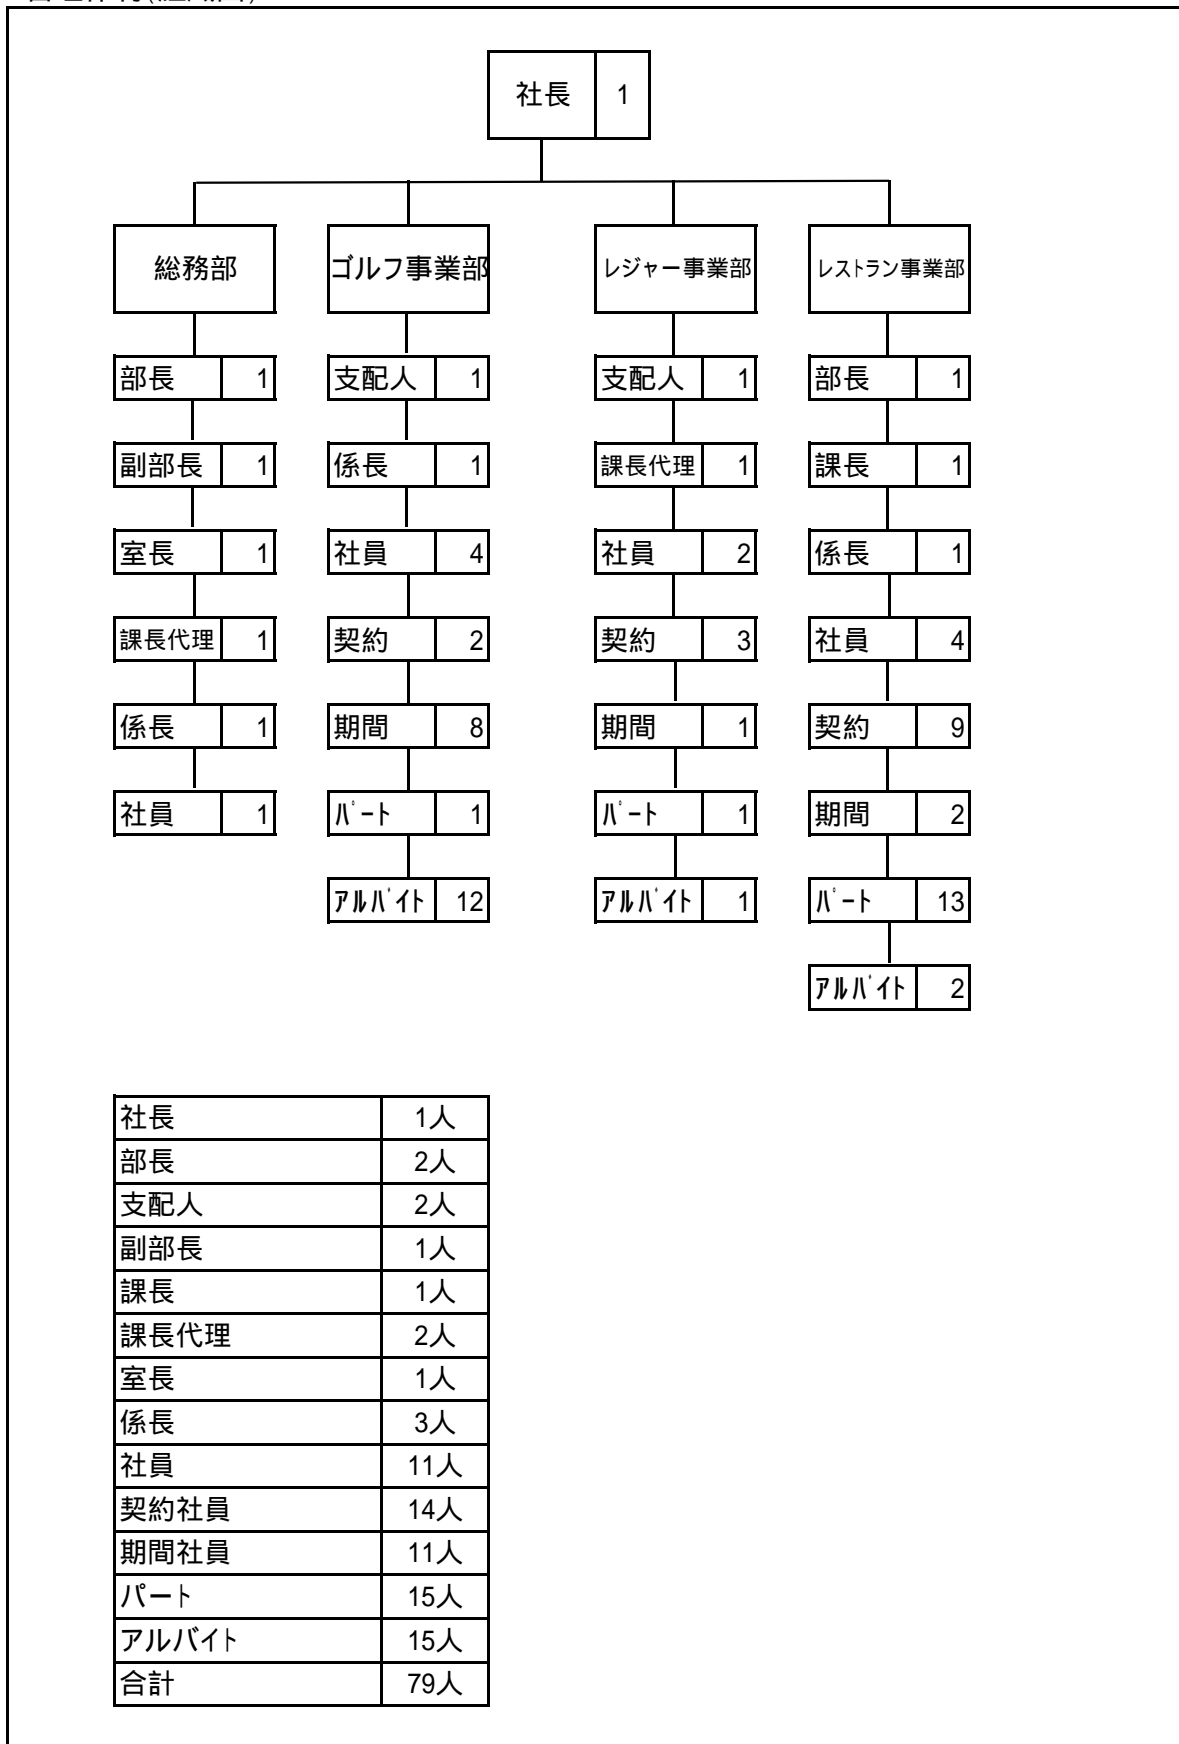 社長 1
総務部 ゴルフ事業部 レジャー事業部 レストラン事業部
部長 1 支配人 1 支配人 1 部長 1
副部長 1 係長 1 課長代理 1 課長 1
室長 1 社員 4 社員 2 係長 1
課長代理 1 契約 2 契約 3 社員 4
係長 1 期間 8 期間 1 契約 9
社員 1 パート 1 パート 1 期間 2
アルバイト 12 アルバイト 1 パート 13
アルバイト 2
社長 1人
部長 2人
支配人 2人
副部長 1人
課長 1人
課長代理 2人
室長 1人
係長 3人
社員 11人
契約社員 14人
期間社員 11人
パート 15人
アルバイト 15人
合計 79人